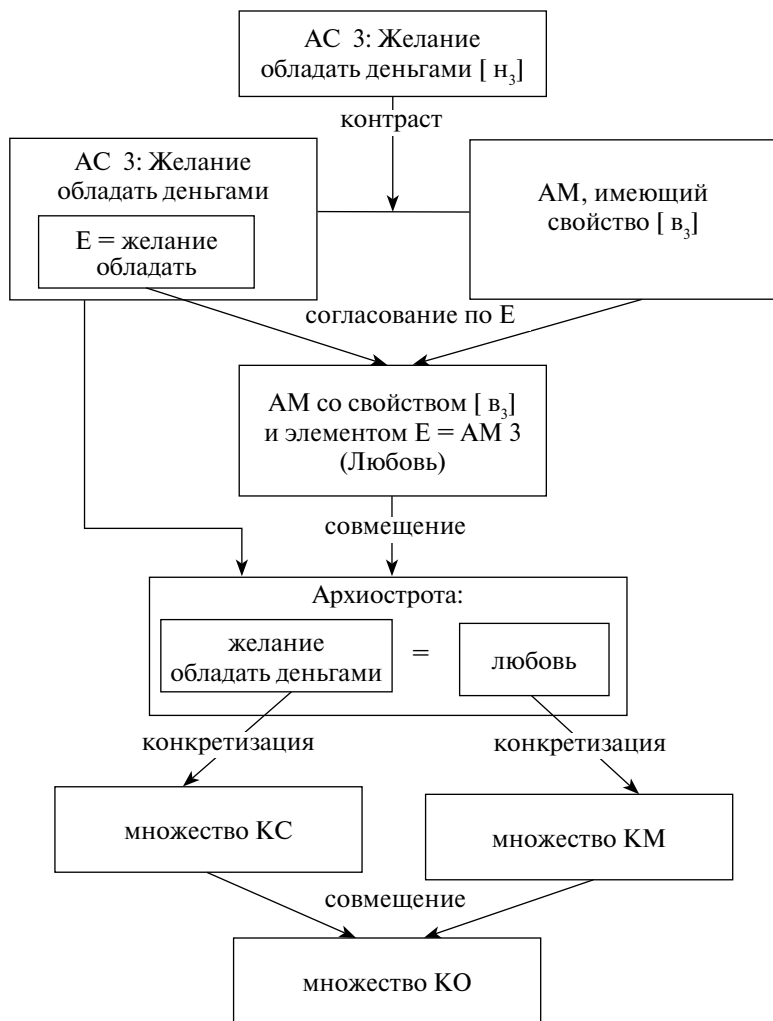 АС 3: Желание
обладать деньгами [ н₃]
контраст
АС 3: Желание
обладать деньгами
Е = желание
обладать
АМ, имеющий
свойство [ в₃]
согласование по Е
АМ со свойством [ в₃]
и элементом Е = АМ 3
(Любовь)
совмещение
Архиострота:
желание
обладать деньгами
=
любовь
конкретизация
конкретизация
множество КС
множество КМ
совмещение
множество КО